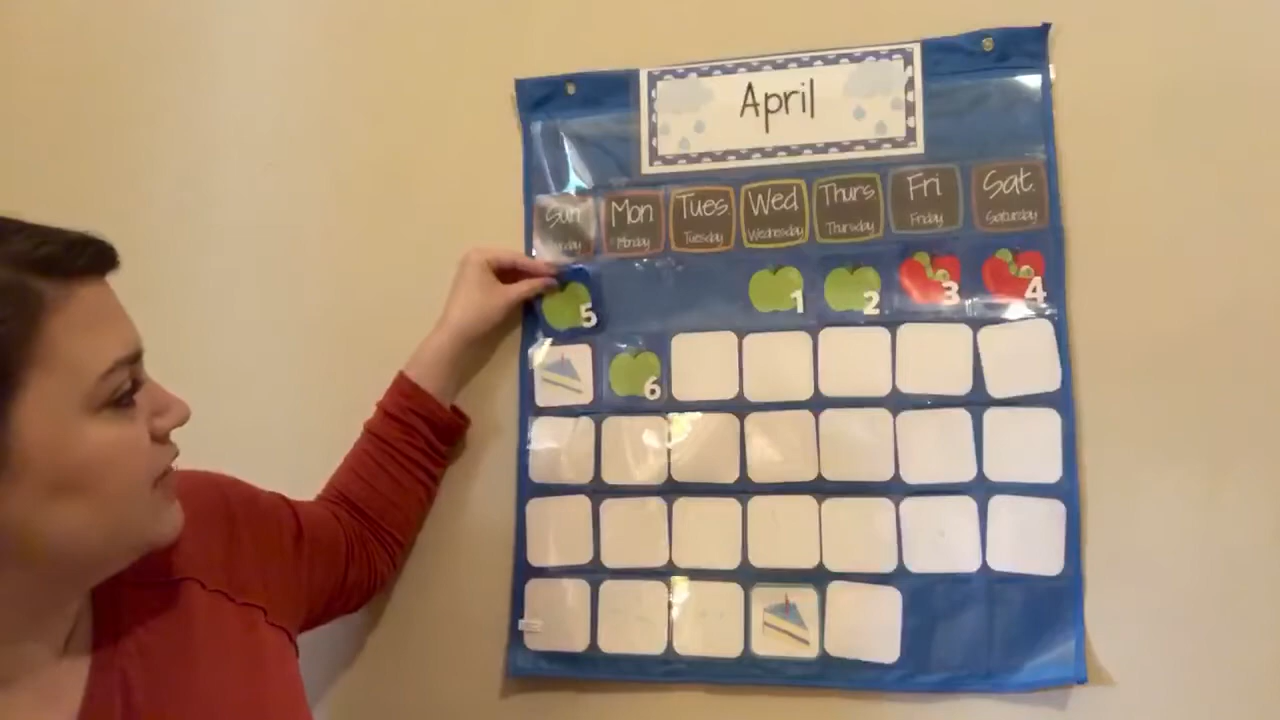 April
Sun Mon Tues. Wed Thurs. Fri Sat.
Monday Tuesday Wednesday Thursday Friday Saturday
5 1 2 3 4
6